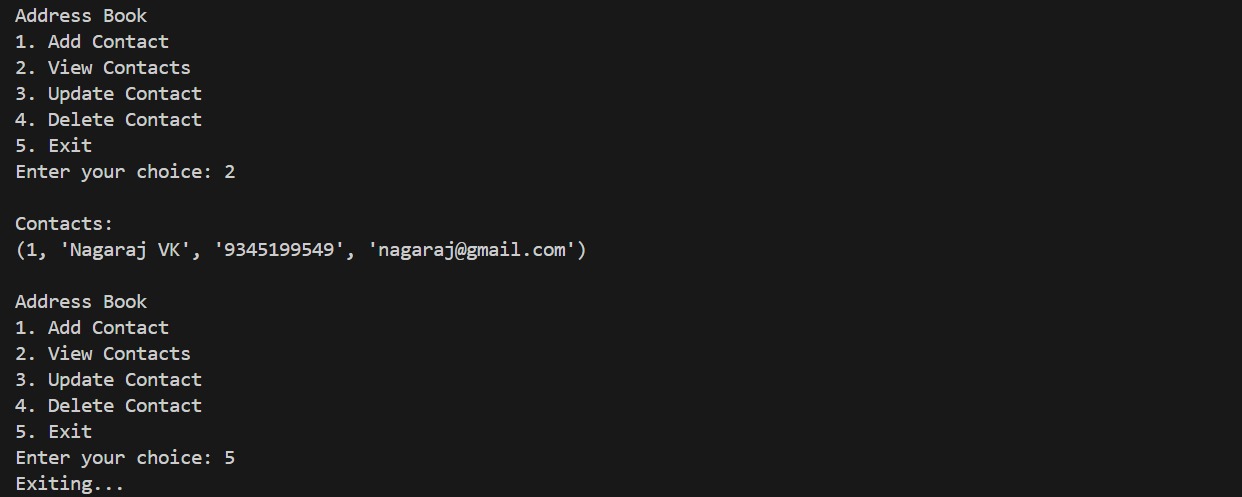 Address Book
1. Add Contact
2. View Contacts
3. Update Contact
4. Delete Contact
5. Exit
Enter your choice: 2
Contacts:
(1, 'Nagaraj VK', '9345199549', 'nagaraj@gmail.com')
Address Book
1. Add Contact
2. View Contacts
3. Update Contact
4. Delete Contact
5. Exit
Enter your choice: 5
Exiting...